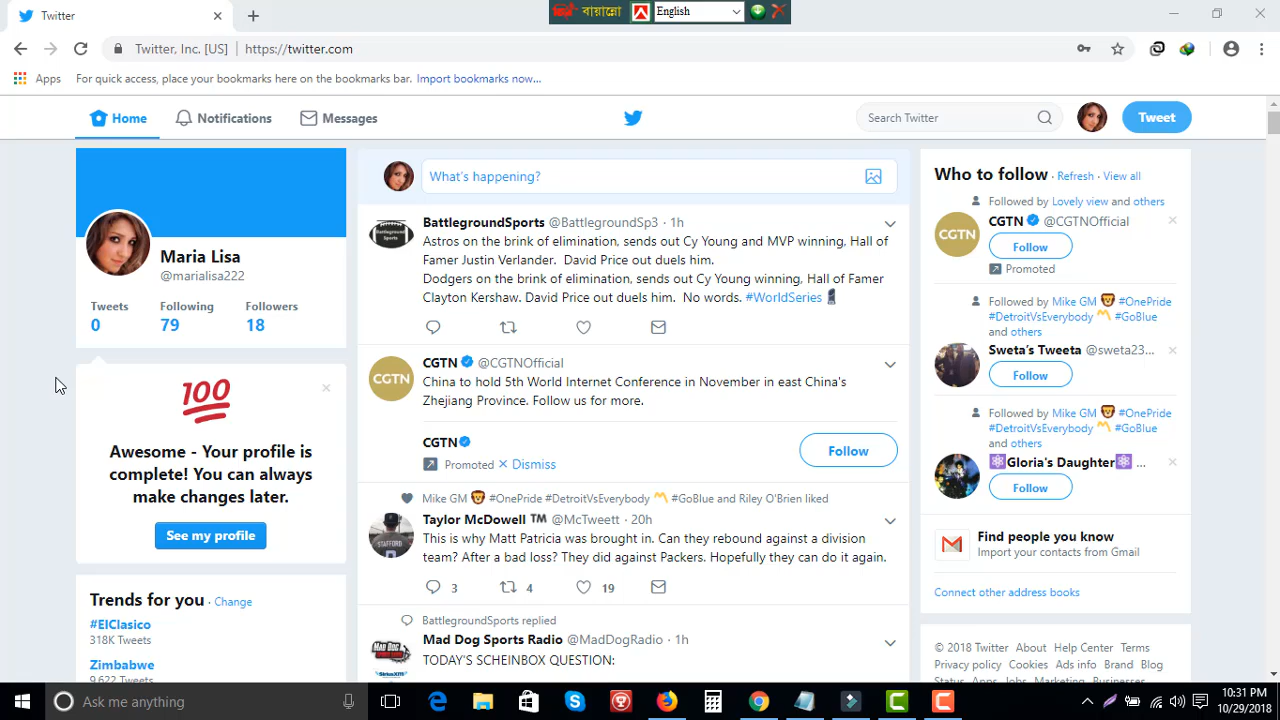 Twitter
বায়ান্নো
English
Twitter, Inc. [US]
https://twitter.com
Apps
For quick access, place your bookmarks here on the bookmarks bar. Import bookmarks now...
Home
Notifications
Messages
Search Twitter
Tweet
Maria Lisa
@marialisa222
Tweets Following Followers
0 79 18
100
Awesome - Your profile is
complete! You can always
make changes later.
See my profile
Trends for you · Change
#ElClasico
318K Tweets
Zimbabwe
9,622 Tweets
What's happening?
BattlegroundSports @BattlegroundSp3 · 1h
Astros on the brink of elimination, sends out Cy Young and MVP winning, Hall of
Famer Justin Verlander. David Price out duels him.
Dodgers on the brink of elimination, sends out Cy Young winning, Hall of Famer
Clayton Kershaw. David Price out duels him. No words. #WorldSeries
CGTN @CGTNOfficial
China to hold 5th World Internet Conference in November in east China's
Zhejiang Province. Follow us for more.
CGTN
Promoted Dismiss
Follow
Mike GM 🦁 #OnePride #DetroitVsEverybody 〽️ #GoBlue and Riley O'Brien liked
Taylor McDowell ™️ @McTweett · 20h
This is why Matt Patricia was brought in. Can they rebound against a division
team? After a bad loss? They did against Packers. Hopefully they can do it again.
3 4 19
BattlegroundSports replied
Mad Dog Sports Radio @MadDogRadio · 1h
TODAY'S SCHEINBOX QUESTION:
CGTN
Who to follow · Refresh · View all
Followed by Lovely view and others
CGTN @CGTNOfficial
CGTN
Follow
Promoted
Followed by Mike GM 🦁 #OnePride
#DetroitVsEverybody 〽️ #GoBlue
and others
Sweta's Tweeta @sweta23...
Follow
Followed by Mike GM 🦁 #OnePride
#DetroitVsEverybody 〽️ #GoBlue
and others
⚛️Gloria's Daughter⚛️ ...
Follow
Find people you know
Import your contacts from Gmail
Connect other address books
© 2018 Twitter About Help Center Terms
Privacy policy Cookies Ads info Brand Blog
Status Apps Jobs Marketing Businesses
Ask me anything
10:31 PM
10/29/2018